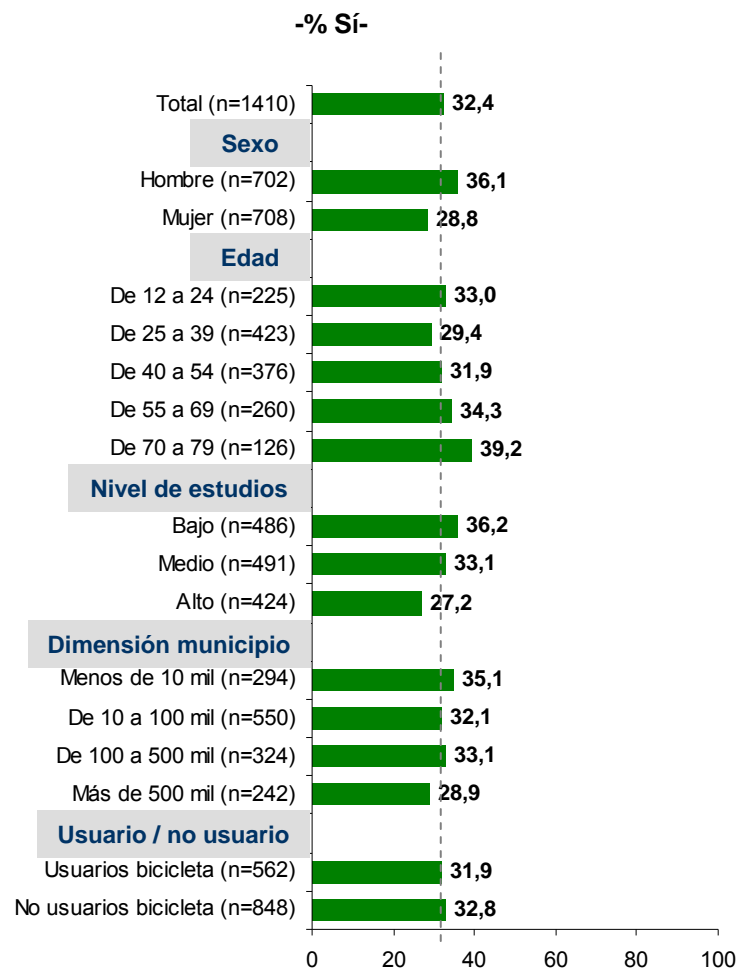 -% Sí-
Total (n=1410) 32,4
Sexo
Hombre (n=702) 36,1
Mujer (n=708) 28,8
Edad
De 12 a 24 (n=225) 33,0
De 25 a 39 (n=423) 29,4
De 40 a 54 (n=376) 31,9
De 55 a 69 (n=260) 34,3
De 70 a 79 (n=126) 39,2
Nivel de estudios
Bajo (n=486) 36,2
Medio (n=491) 33,1
Alto (n=424) 27,2
Dimensión municipio
Menos de 10 mil (n=294) 35,1
De 10 a 100 mil (n=550) 32,1
De 100 a 500 mil (n=324) 33,1
Más de 500 mil (n=242) 28,9
Usuario / no usuario
Usuarios bicicleta (n=562) 31,9
No usuarios bicicleta (n=848) 32,8
0 20 40 60 80 100